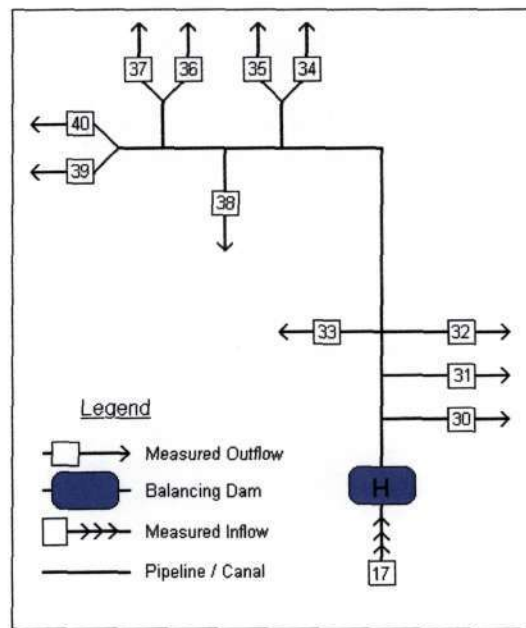 37 36 35 34
40
39
38
33 32
31
30
H
17
Legend
Measured Outflow
Balancing Dam
Measured Inflow
Pipeline / Canal